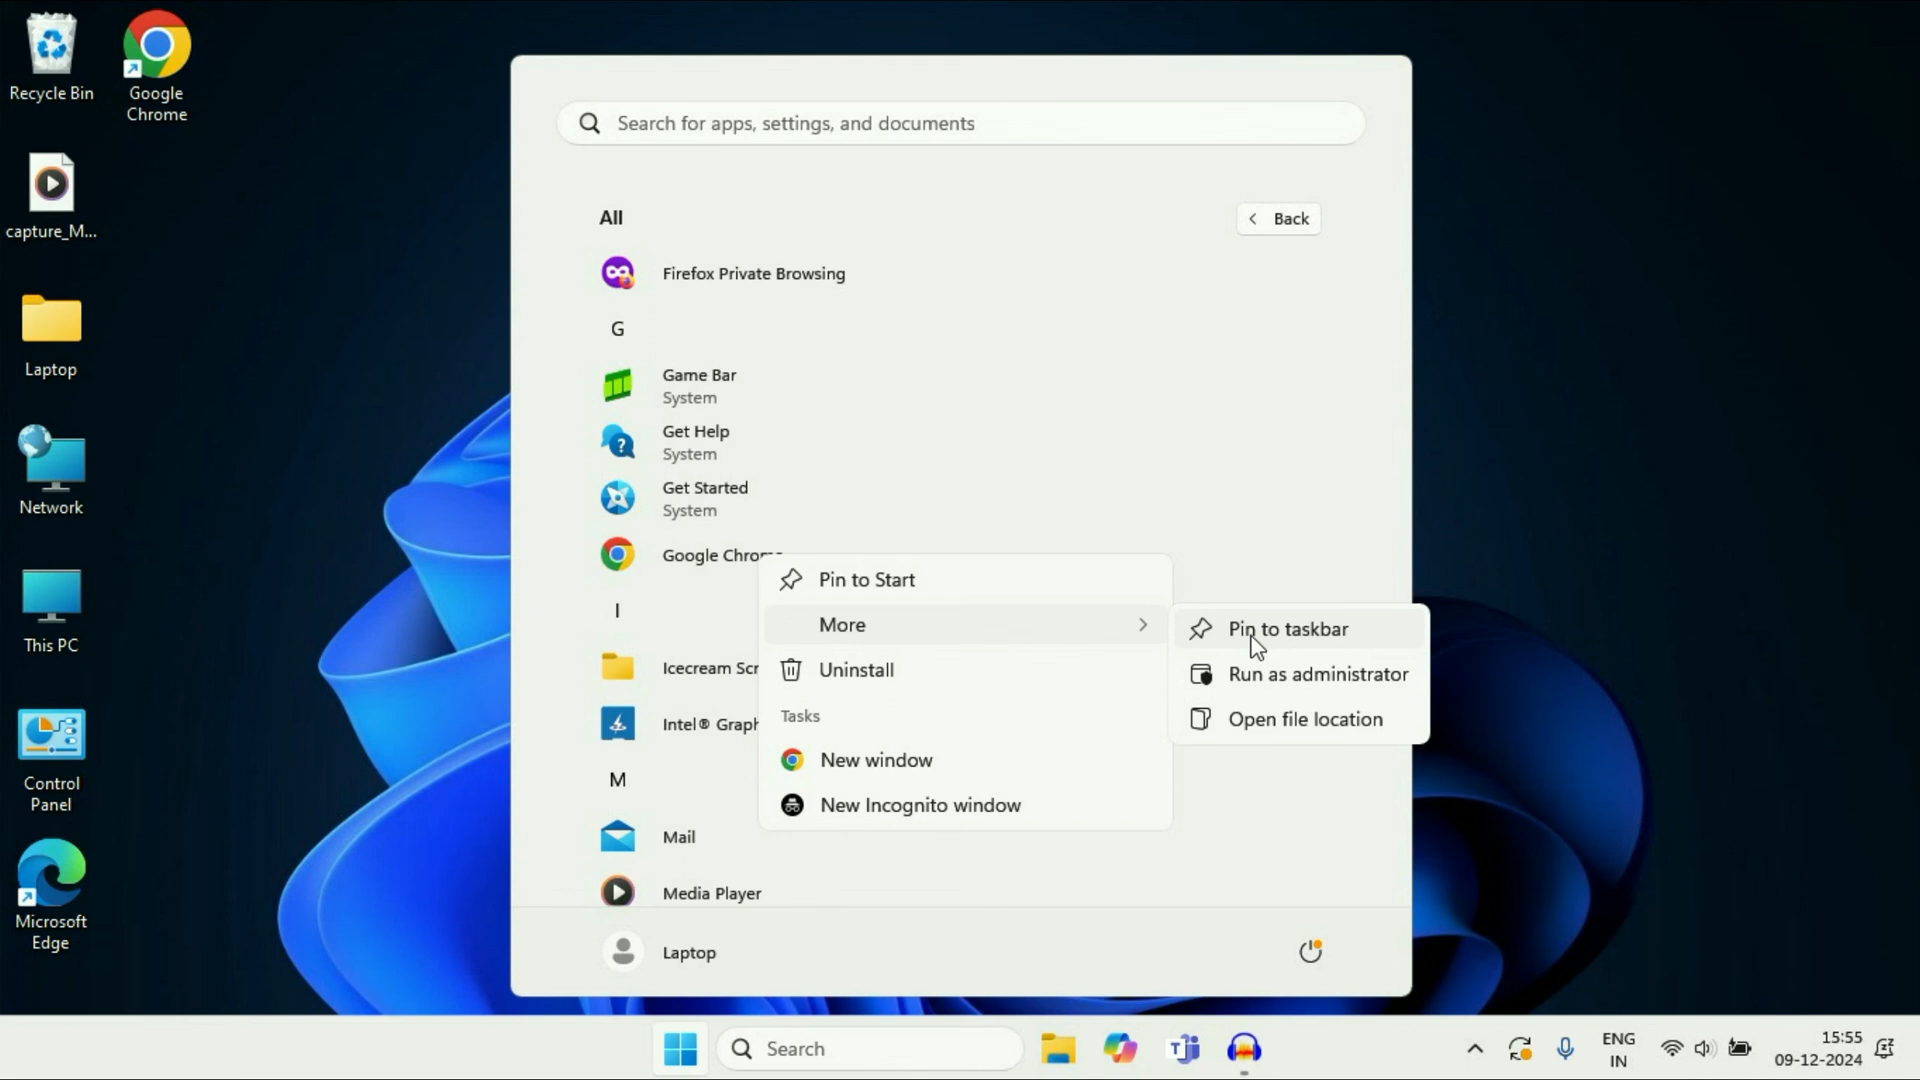 Recycle Bin
Google
Chrome
capture_M...
Laptop
Network
This PC
Control
Panel
Microsoft
Edge
Search for apps, settings, and documents
All
Back
Firefox Private Browsing
G
Game Bar
System
Get Help
System
Get Started
System
Google Chrome
I
Icecream Scr
Intel® Graph
M
Mail
Media Player
Pin to Start
More
Uninstall
Tasks
New window
New Incognito window
Pin to taskbar
Run as administrator
Open file location
Laptop
Search
ENG
IN
15:55
09-12-2024